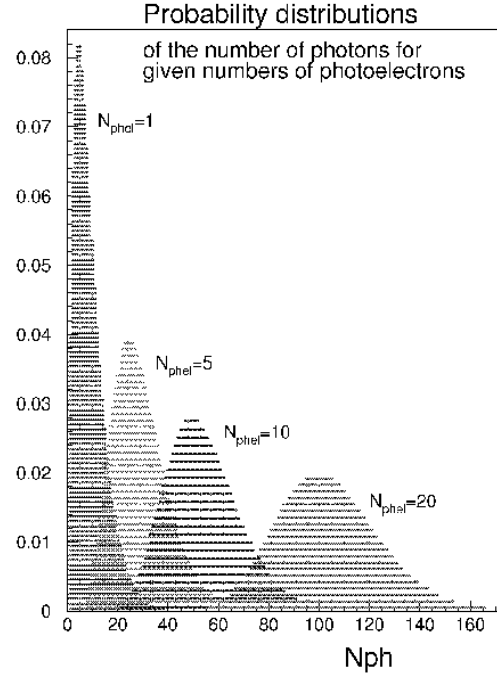 Probability distributions
of the number of photons for
given numbers of photoelectrons
0.08
Nphel=1
0.07
0.06
0.05
0.04
Nphel=5
0.03
Nphel=10
0.02
Nphel=20
0.01
0
0 20 40 60 80 100 120 140 160
Nph